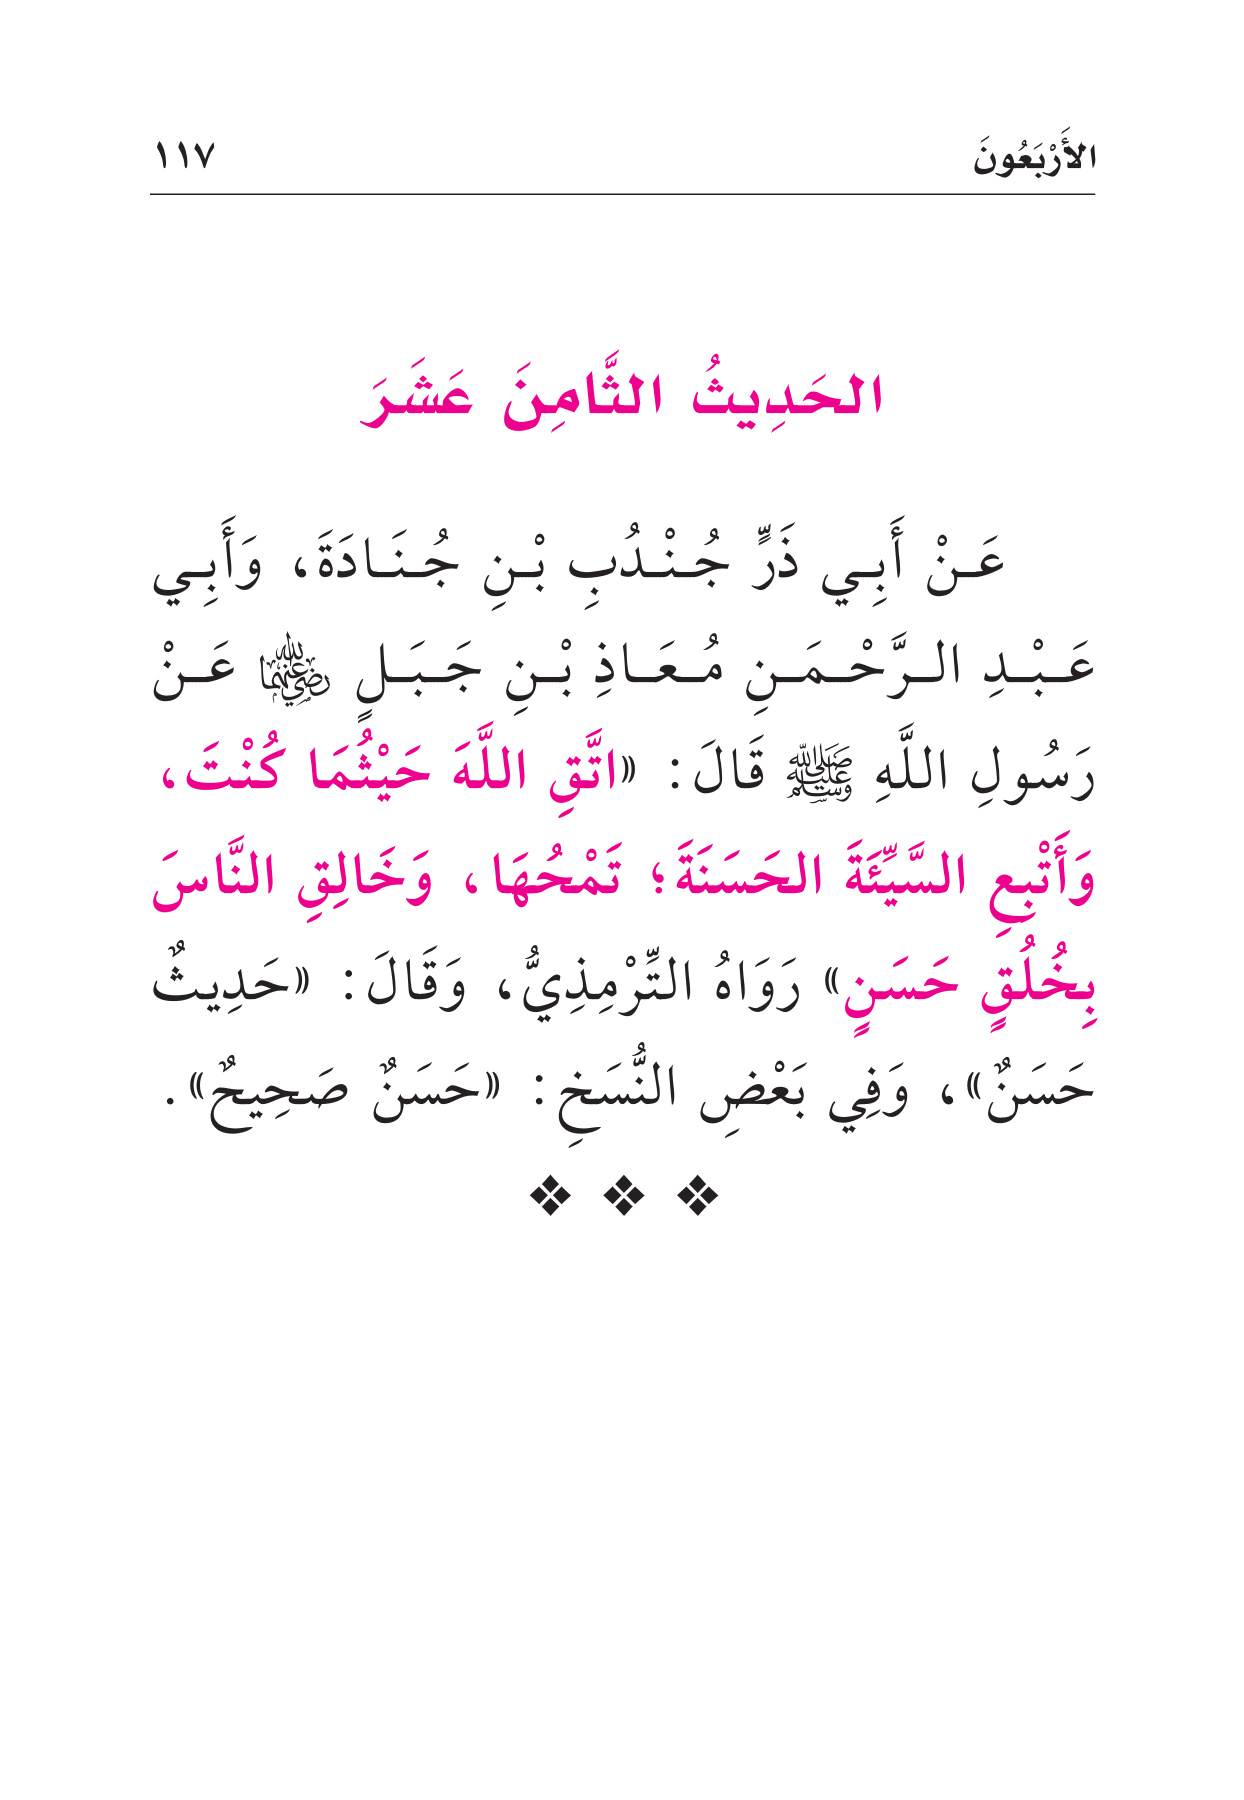 الأَرْبَعُونَ ١١٧
الحَدِيثُ الثَّامِنَ عَشَرَ
عَنْ أَبِي ذَرٍّ جُنْدُبِ بْنِ جُنَادَةَ، وَأَبِي
عَبْدِ الرَّحْمَنِ مُعَاذِ بْنِ جَبَلٍ رضي الله عنهما عَنْ
رَسُولِ اللَّهِ ﷺ قَالَ: «اتَّقِ اللَّهَ حَيْثُمَا كُنْتَ،
وَأَتْبِعِ السَّيِّئَةَ الحَسَنَةَ؛ تَمْحُهَا، وَخَالِقِ النَّاسَ
بِخُلُقٍ حَسَنٍ» رَوَاهُ التِّرْمِذِيُّ، وَقَالَ: «حَدِيثٌ
حَسَنٌ»، وَفِي بَعْضِ النُّسَخِ: «حَسَنٌ صَحِيحٌ».